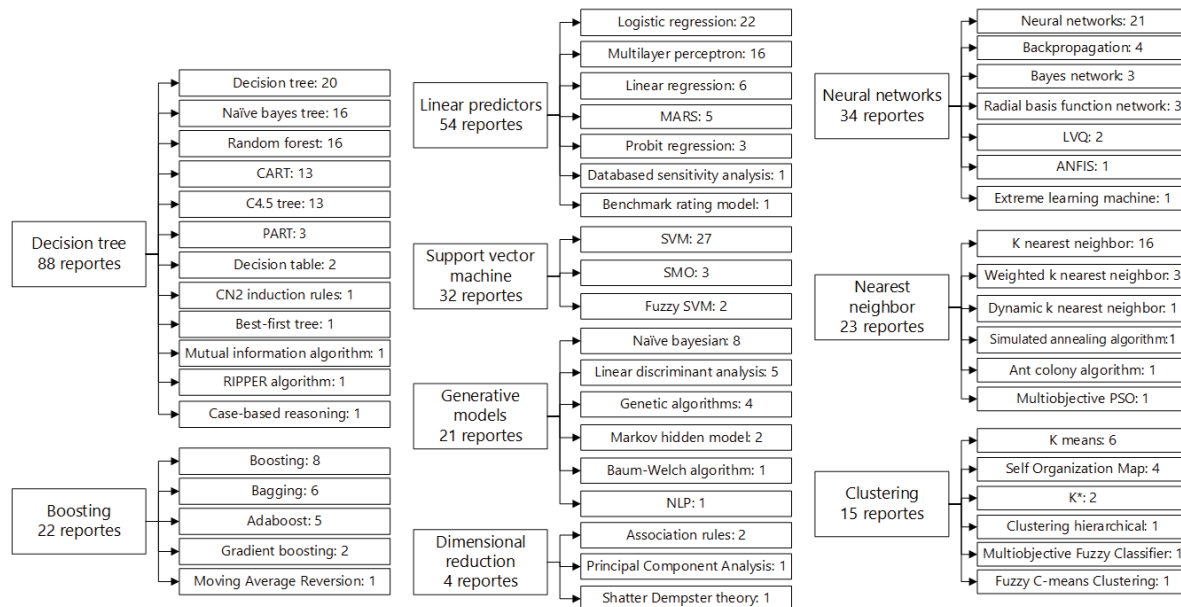 Decision tree
88 reportes
Decision tree: 20
Naïve bayes tree: 16
Random forest: 16
CART: 13
C4.5 tree: 13
PART: 3
Decision table: 2
CN2 induction rules: 1
Best-first tree: 1
Mutual information algorithm: 1
RIPPER algorithm: 1
Case-based reasoning: 1
Boosting
22 reportes
Boosting: 8
Bagging: 6
Adaboost: 5
Gradient boosting: 2
Moving Average Reversion: 1
Linear predictors
54 reportes
Logistic regression: 22
Multilayer perceptron: 16
Linear regression: 6
MARS: 5
Probit regression: 3
Databased sensitivity analysis: 1
Benchmark rating model: 1
Support vector
machine
32 reportes
SVM: 27
SMO: 3
Fuzzy SVM: 2
Generative
models
21 reportes
Naïve bayesian: 8
Linear discriminant analysis: 5
Genetic algorithms: 4
Markov hidden model: 2
Baum-Welch algorithm: 1
NLP: 1
Dimensional
reduction
4 reportes
Association rules: 2
Principal Component Analysis: 1
Shatter Dempster theory: 1
Neural networks
34 reportes
Neural networks: 21
Backpropagation: 4
Bayes network: 3
Radial basis function network: 3
LVQ: 2
ANFIS: 1
Extreme learning machine: 1
Nearest
neighbor
23 reportes
K nearest neighbor: 16
Weighted k nearest neighbor: 3
Dynamic k nearest neighbor: 1
Simulated annealing algorithm:1
Ant colony algorithm: 1
Multiobjective PSO: 1
Clustering
15 reportes
K means: 6
Self Organization Map: 4
K*: 2
Clustering hierarchical: 1
Multiobjective Fuzzy Classifier: 1
Fuzzy C-means Clustering: 1